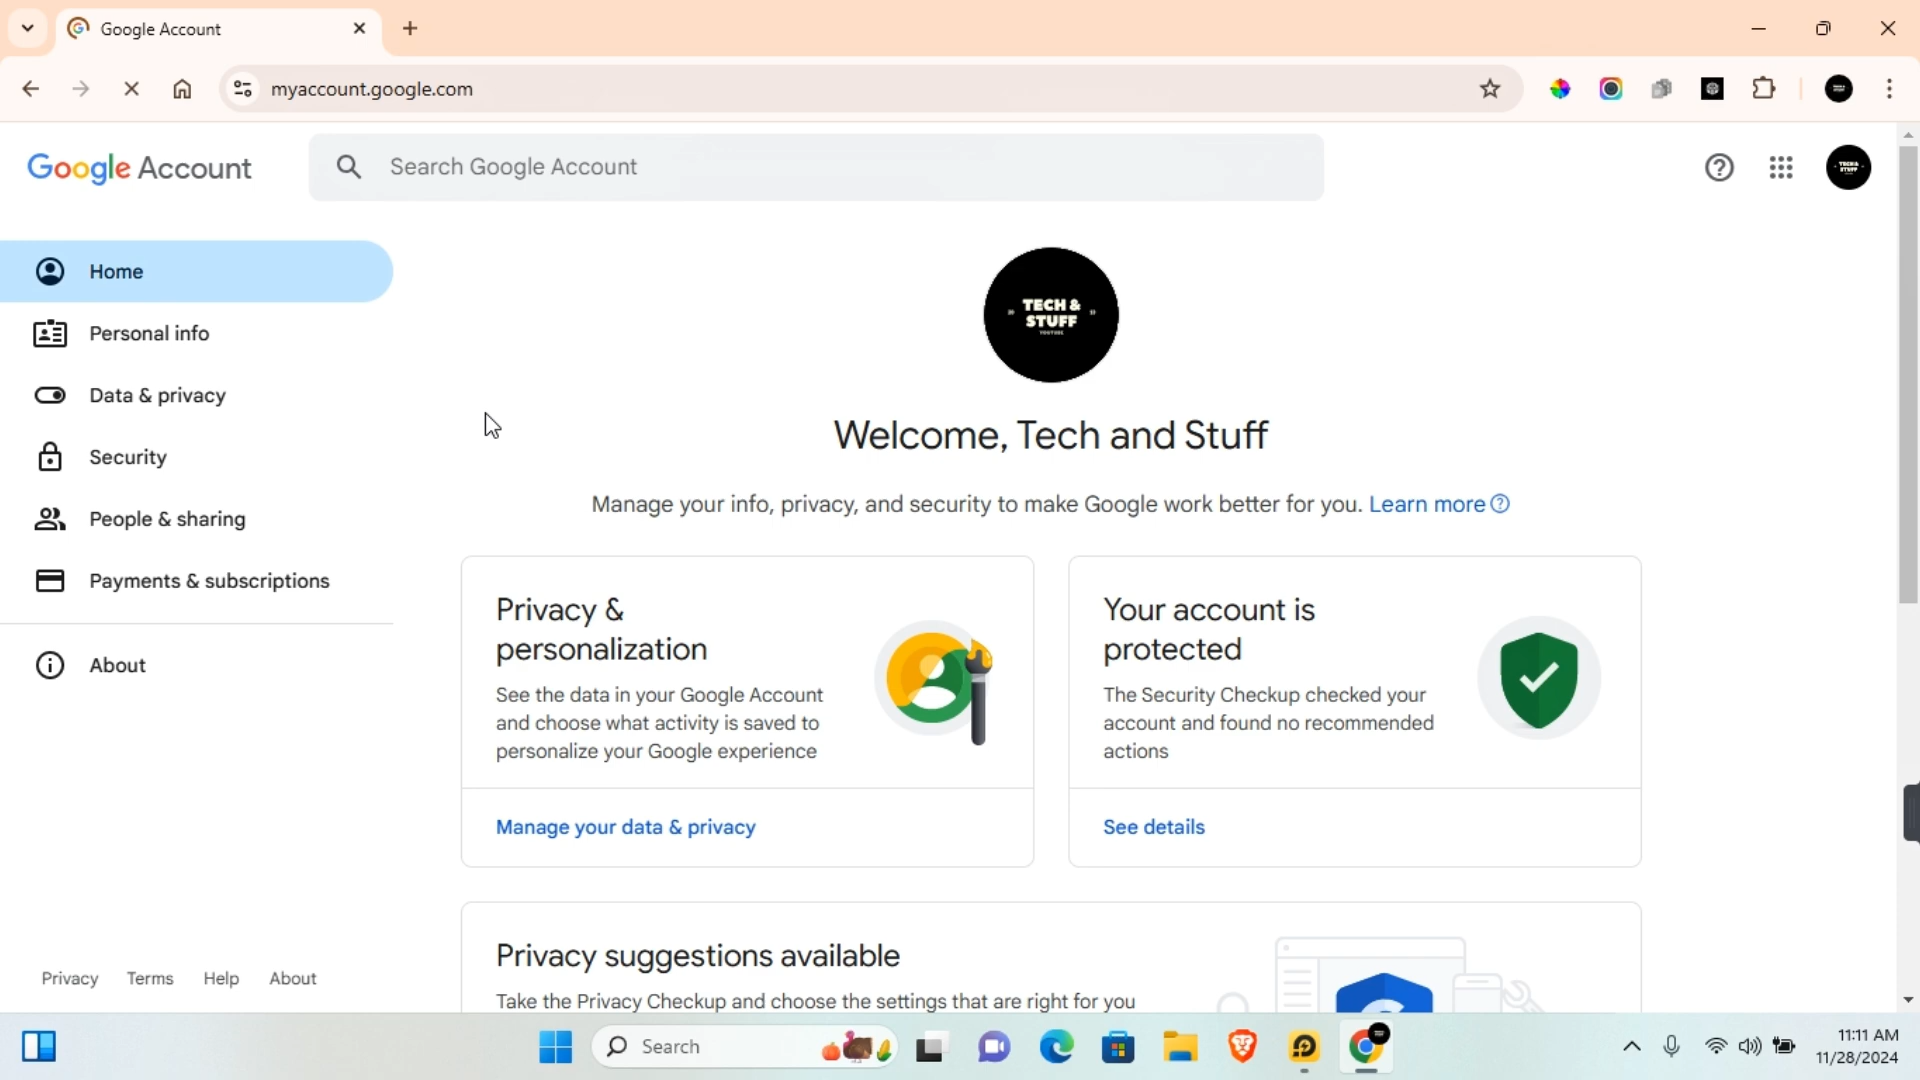 Google Account
myaccount.google.com
Google Account
Search Google Account
TECH &
STUFF
Home
Personal info
Data & privacy
Security
People & sharing
Payments & subscriptions
About
TECH &
STUFF
YOUTUBE
Welcome, Tech and Stuff
Manage your info, privacy, and security to make Google work better for you. Learn more
Privacy &
personalization
See the data in your Google Account
and choose what activity is saved to
personalize your Google experience
Manage your data & privacy
Your account is
protected
The Security Checkup checked your
account and found no recommended
actions
See details
Privacy suggestions available
Take the Privacy Checkup and choose the settings that are right for you
Privacy Terms Help About
Search
11:11 AM
11/28/2024